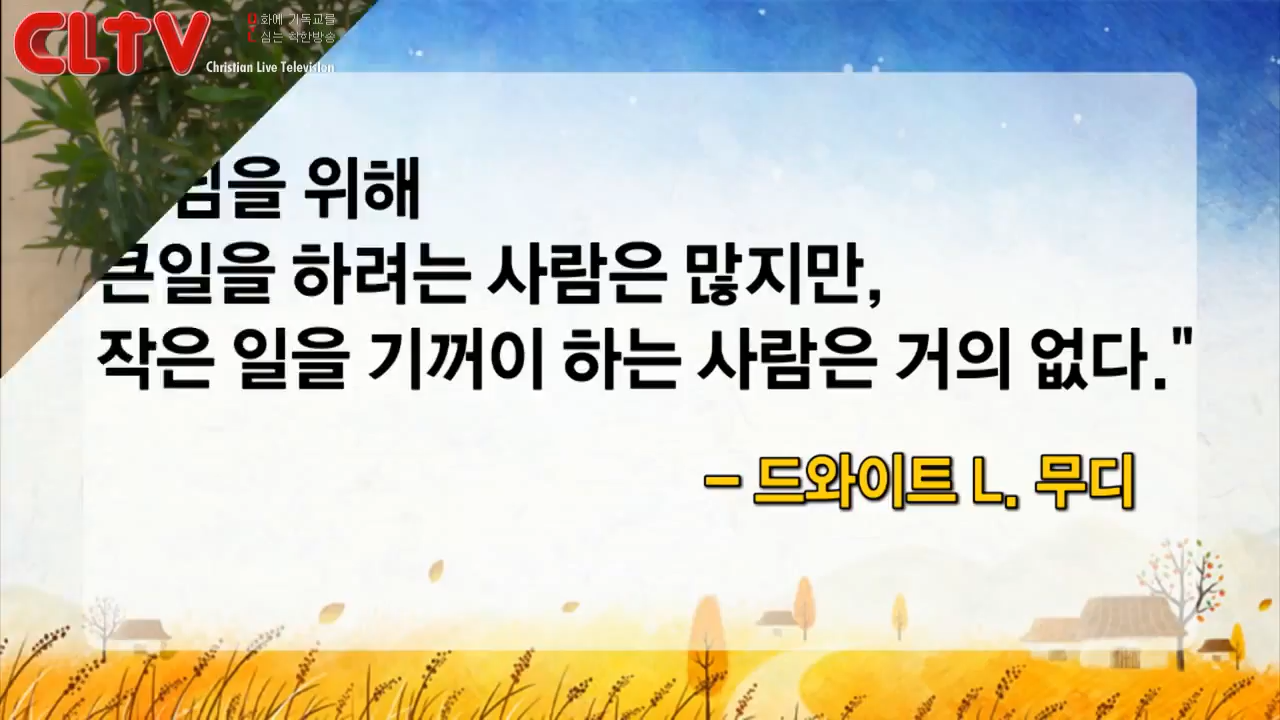 CLTV
화에 기독교를
심는 착한방송
Christian Live Television
을 위해
큰일을 하려는 사람은 많지만,
작은 일을 기꺼이 하는 사람은 거의 없다."
- 드와이트 L. 무디